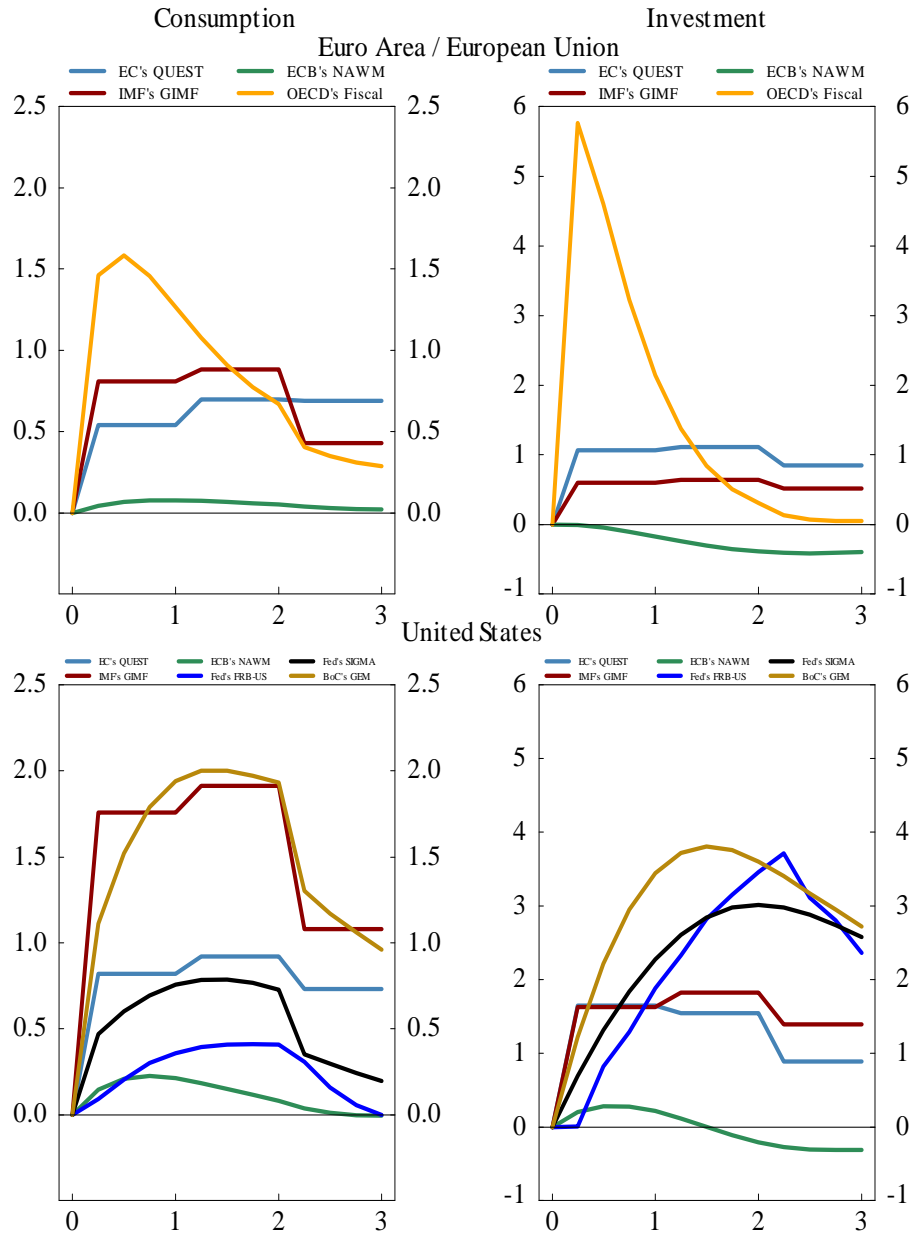 Consumption Investment
Euro Area / European Union
EC's QUEST ECB's NAWM EC's QUEST ECB's NAWM
IMF's GIMF OECD's Fiscal IMF's GIMF OECD's Fiscal
2.5 2.5 6 6
2.0 2.0 5 5
1.5 1.5 4 4
1.0 1.0 3 3
0.5 0.5 2 2
0.0 0.0 1 1
0 0
-1 -1
0 1 2 3 0 1 2 3
United States
EC's QUEST ECB's NAWM Fed's SIGMA EC's QUEST ECB's NAWM Fed's SIGMA
IMF's GIMF Fed's FRB-US BoC's GEM IMF's GIMF Fed's FRB-US BoC's GEM
2.5 2.5 6 6
2.0 2.0 5 5
1.5 1.5 4 4
1.0 1.0 3 3
0.5 0.5 2 2
0.0 0.0 1 1
0 0
-1 -1
0 1 2 3 0 1 2 3